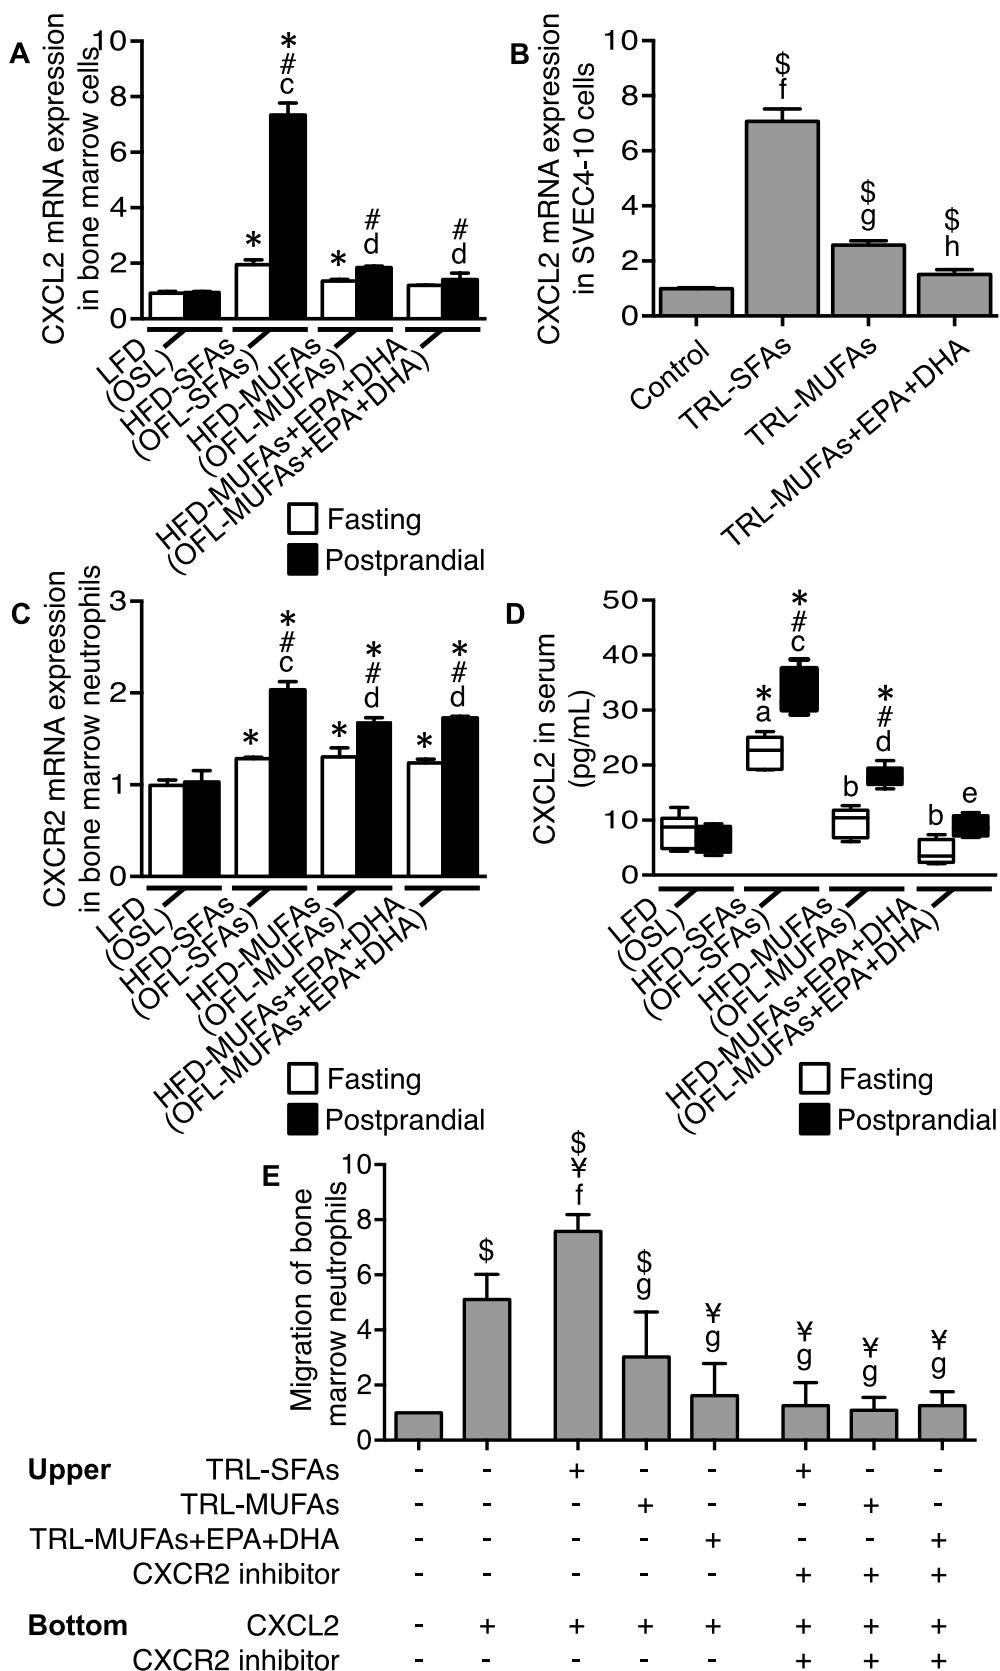 A
CXCL2 mRNA expression
in bone marrow cells
10
8
6
4
2
0
*
*
#
c
*
#
d
#
d
LFD
(OSL)
HFD-SFAs
(OFL-SFAs)
HFD-MUFAs
(OFL-MUFAs)
HFD-MUFAs+EPA+DHA
(OFL-MUFAs+EPA+DHA)
Fasting
Postprandial
B
CXCL2 mRNA expression
in SVEC4-10 cells
10
8
6
4
2
0
$
f
$
g
$
h
Control
TRL-SFAs
TRL-MUFAs
TRL-MUFAs+EPA+DHA
C
CXCR2 mRNA expression
in bone marrow neutrophils
3
2
1
0
*
*
#
c
*
*
#
d
*
*
#
d
LFD
(OSL)
HFD-SFAs
(OFL-SFAs)
HFD-MUFAs
(OFL-MUFAs)
HFD-MUFAs+EPA+DHA
(OFL-MUFAs+EPA+DHA)
Fasting
Postprandial
D
CXCL2 in serum
(pg/mL)
50
40
30
20
10
0
*
a
*
#
c
b
*
#
d
b
e
LFD
(OSL)
HFD-SFAs
(OFL-SFAs)
HFD-MUFAs
(OFL-MUFAs)
HFD-MUFAs+EPA+DHA
(OFL-MUFAs+EPA+DHA)
Fasting
Postprandial
E
Migration of bone
marrow neutrophils
10
8
6
4
2
0
$
$
¥
f
$
g
¥
g
¥
g
¥
g
¥
g
Upper TRL-SFAs - - + - - + - -
TRL-MUFAs - - - + - - + -
TRL-MUFAs+EPA+DHA - - - - + - - +
CXCR2 inhibitor - - - - - + + +
Bottom CXCL2 - + + + + + + +
CXCR2 inhibitor - - - - - + + +